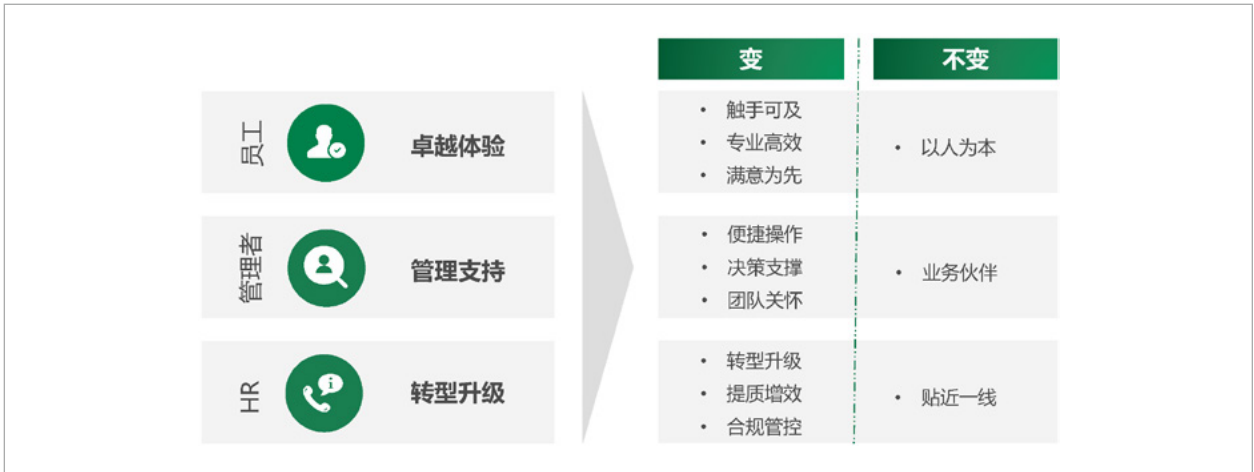 变
不变
员工
卓越体验
• 触手可及
• 专业高效
• 满意为先
• 以人为本
管理者
管理支持
• 便捷操作
• 决策支撑
• 团队关怀
• 业务伙伴
HR
转型升级
• 转型升级
• 提质增效
• 合规管控
• 贴近一线